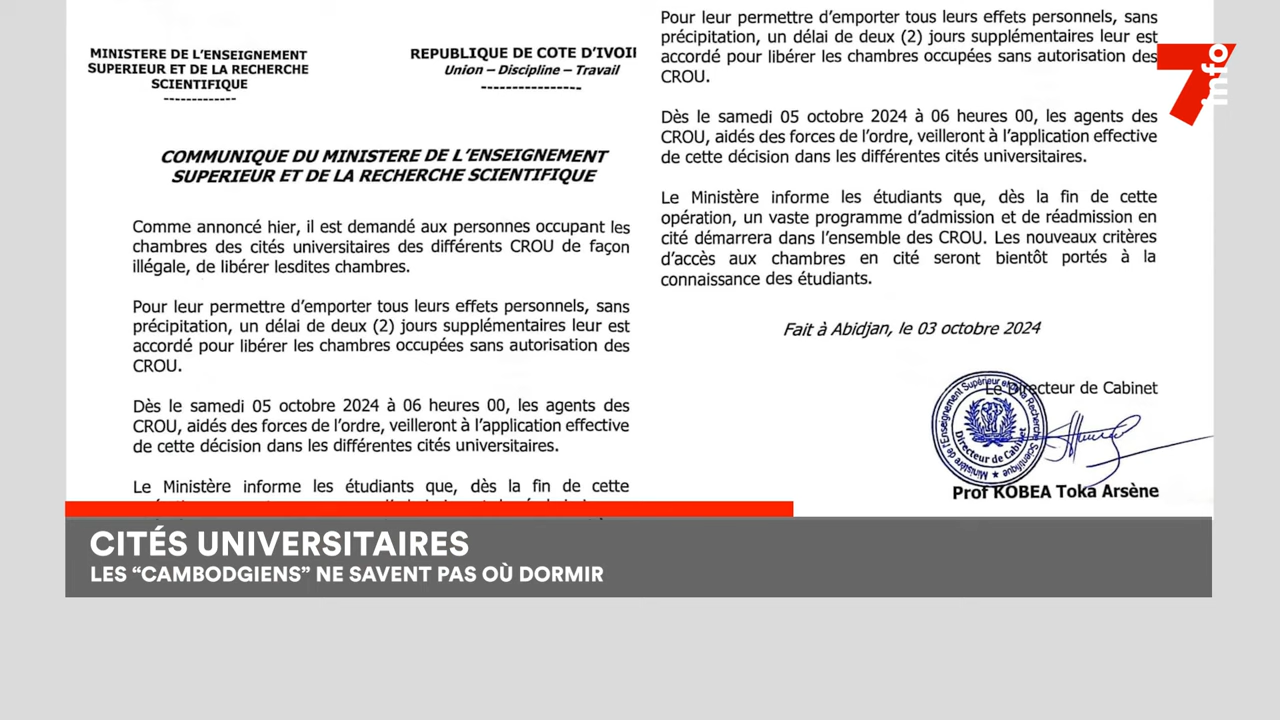 MINISTERE DE L'ENSEIGNEMENT
SUPERIEUR ET DE LA RECHERCHE
SCIENTIFIQUE
-------------
REPUBLIQUE DE COTE D'IVOI
Union – Discipline – Travail
----------------
COMMUNIQUE DU MINISTERE DE L'ENSEIGNEMENT
SUPERIEUR ET DE LA RECHERCHE SCIENTIFIQUE
Comme annoncé hier, il est demandé aux personnes occupant les
chambres des cités universitaires des différents CROU de façon
illégale, de libérer lesdites chambres.
Pour leur permettre d'emporter tous leurs effets personnels, sans
précipitation, un délai de deux (2) jours supplémentaires leur est
accordé pour libérer les chambres occupées sans autorisation des
CROU.
Dès le samedi 05 octobre 2024 à 06 heures 00, les agents des
CROU, aidés des forces de l'ordre, veilleront à l'application effective
de cette décision dans les différentes cités universitaires.
Le Ministère informe les étudiants que, dès la fin de cette
Pour leur permettre d'emporter tous leurs effets personnels, sans
précipitation, un délai de deux (2) jours supplémentaires leur est
accordé pour libérer les chambres occupées sans autorisation des
CROU.
Dès le samedi 05 octobre 2024 à 06 heures 00, les agents des
CROU, aidés des forces de l'ordre, veilleront à l'application effective
de cette décision dans les différentes cités universitaires.
Le Ministère informe les étudiants que, dès la fin de cette
opération, un vaste programme d'admission et de réadmission en
cité démarrera dans l'ensemble des CROU. Les nouveaux critères
d'accès aux chambres en cité seront bientôt portés à la
connaissance des étudiants.
Fait à Abidjan, le 03 octobre 2024
Le Directeur de Cabinet
Ministère de l'Enseignement Supérieur et de la Recherche Scientifique
Directeur de Cabinet
Prof KOBEA Toka Arsène
7info
CITÉS UNIVERSITAIRES
LES “CAMBODGIENS” NE SAVENT PAS OÙ DORMIR